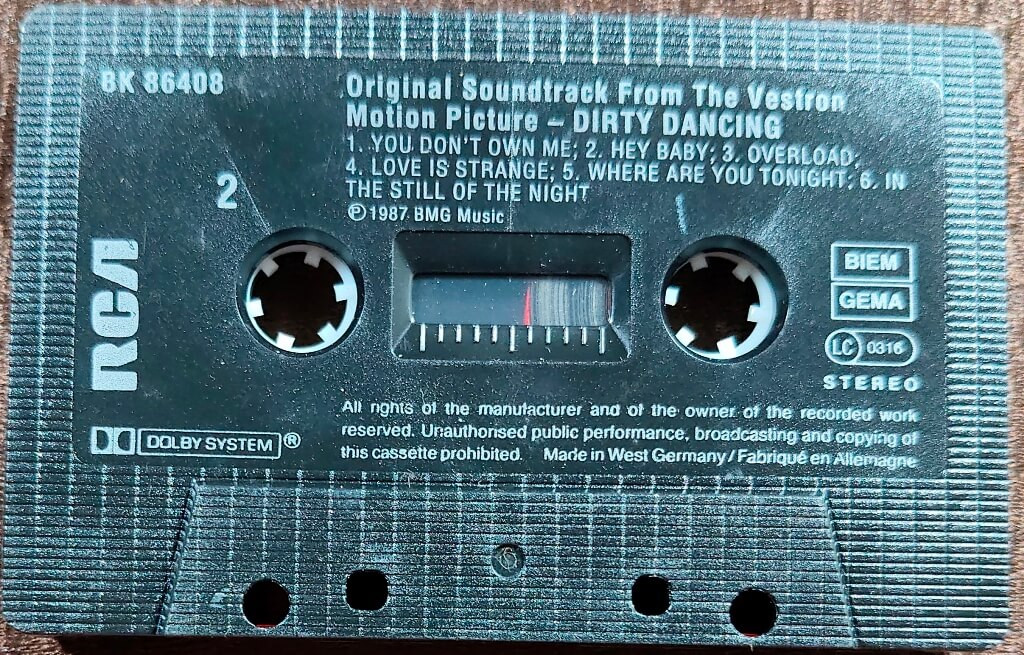 BK 86408
Original Soundtrack From The Vestron
Motion Picture – DIRTY DANCING
1. YOU DON'T OWN ME; 2. HEY BABY; 3. OVERLOAD;
4. LOVE IS STRANGE; 5. WHERE ARE YOU TONIGHT; 6. IN
THE STILL OF THE NIGHT
℗ 1987 BMG Music
2
RCA
BIEM
GEMA
LC 0316
STEREO
All rights of the manufacturer and of the owner of the recorded work
reserved. Unauthorised public performance, broadcasting and copying of
this cassette prohibited. Made in West Germany / Fabriqué en Allemagne
DOLBY SYSTEM ®
6